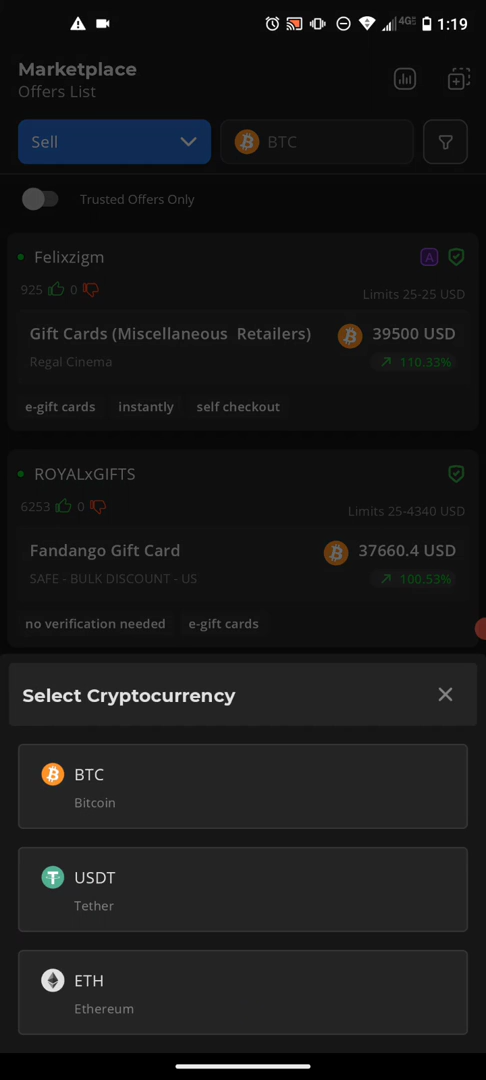 4G 1:19
Marketplace
Offers List
Sell BTC
Trusted Offers Only
Felixzigm A
925 0 Limits 25-25 USD
Gift Cards (Miscellaneous Retailers) 39500 USD
Regal Cinema 110.33%
e-gift cards instantly self checkout
ROYALxGIFTS
6253 0 Limits 25-4340 USD
Fandango Gift Card 37660.4 USD
SAFE - BULK DISCOUNT - US 100.53%
no verification needed e-gift cards
Select Cryptocurrency
BTC
Bitcoin
USDT
Tether
ETH
Ethereum